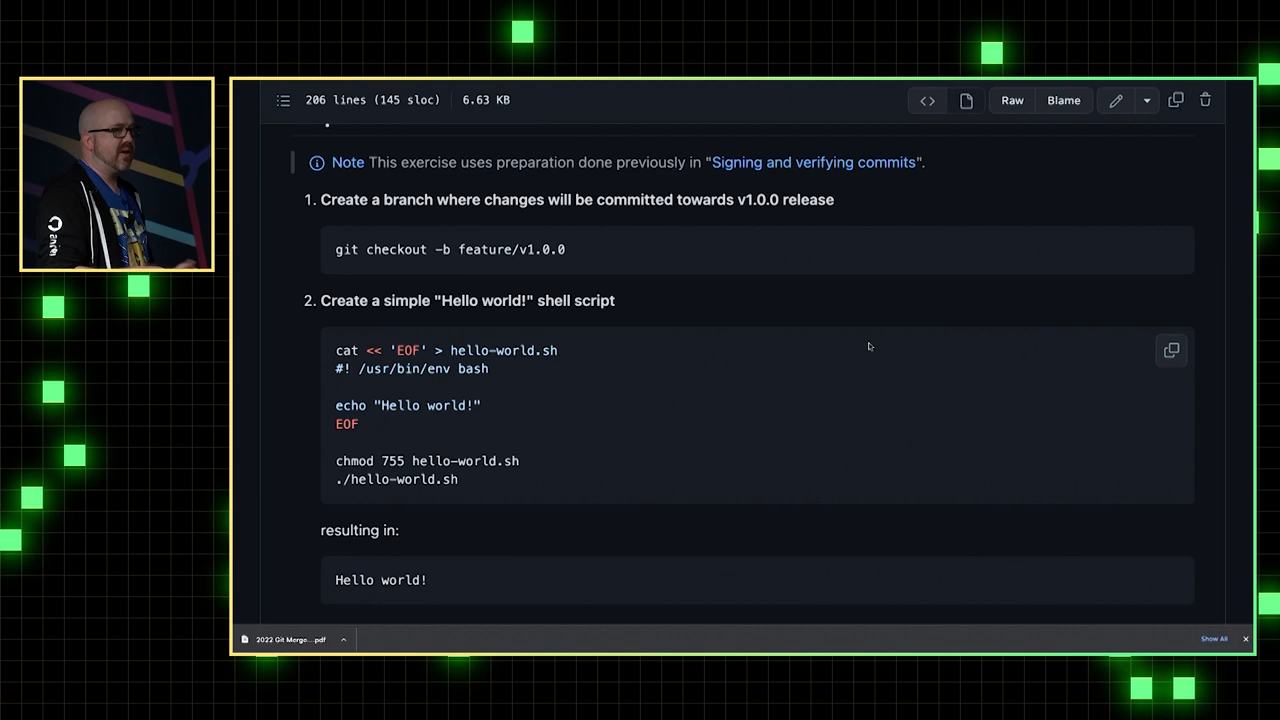 206 lines (145 sloc) 6.63 KB
Raw Blame
Note This exercise uses preparation done previously in "Signing and verifying commits".
1. Create a branch where changes will be committed towards v1.0.0 release
git checkout -b feature/v1.0.0
2. Create a simple "Hello world!" shell script
cat << 'EOF' > hello-world.sh
#! /usr/bin/env bash
echo "Hello world!"
EOF
chmod 755 hello-world.sh
./hello-world.sh
resulting in:
Hello world!
2022 Git Merge....pdf
Show All